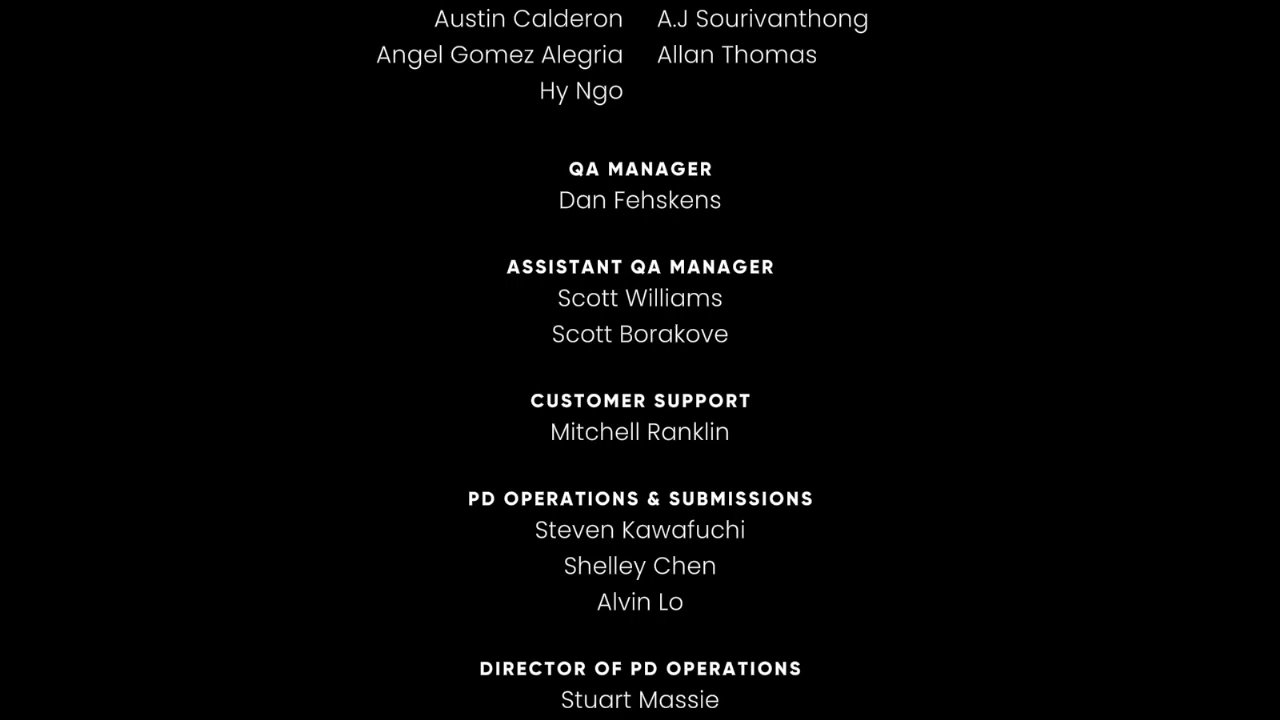 Austin Calderon A.J Sourivanthong
Angel Gomez Alegria Allan Thomas
Hy Ngo
QA MANAGER
Dan Fehskens
ASSISTANT QA MANAGER
Scott Williams
Scott Borakove
CUSTOMER SUPPORT
Mitchell Ranklin
PD OPERATIONS & SUBMISSIONS
Steven Kawafuchi
Shelley Chen
Alvin Lo
DIRECTOR OF PD OPERATIONS
Stuart Massie